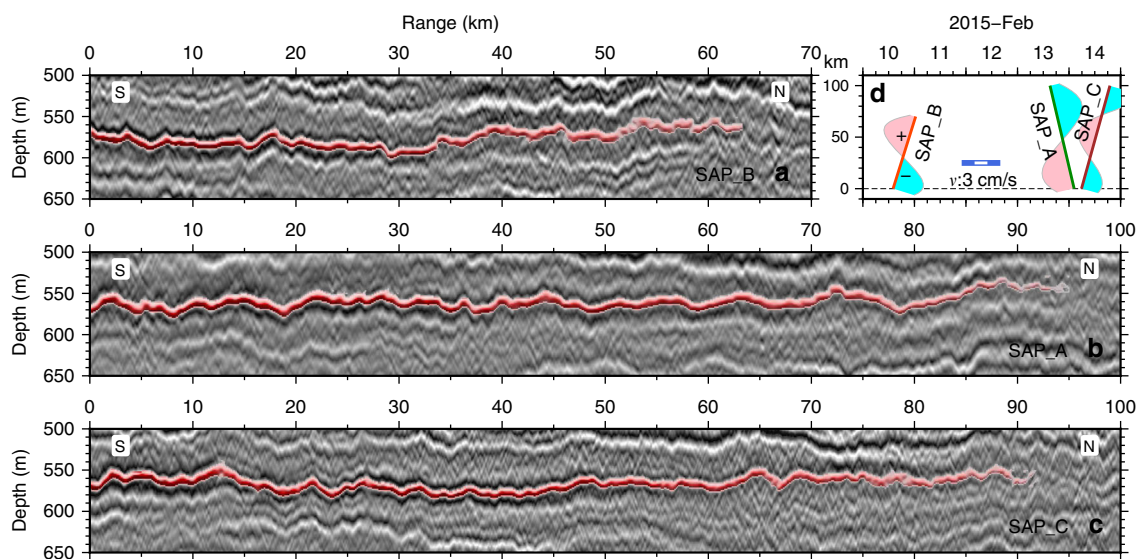 Range (km)
2015–Feb
0 10 20 30 40 50 60 70
km
10 11 12 13 14
500
550
600
650
Depth (m)
S
N
SAP_B a
100
50
0
d
+
−
SAP_B
v:3 cm/s
SAP_A
SAP_C
0 10 20 30 40 50 60 70 80 90 100
500
550
600
650
Depth (m)
S
N
SAP_A b
0 10 20 30 40 50 60 70 80 90 100
500
550
600
650
Depth (m)
S
N
SAP_C c